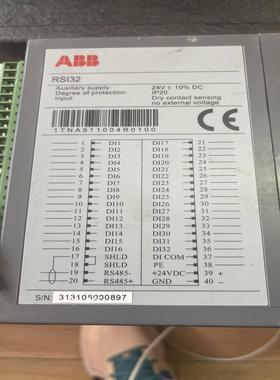 ABB
RSI32
Auxiliary supply: 24V ± 10% DC
Degree of protection: IP20
Input: Dry contact sensing
no external voltage
1TNA911004R0100
CE
1 DI1 DI17 21
2 DI2 DI18 22
3 DI3 DI19 23
4 DI4 DI20 24
5 DI5 DI21 25
6 DI6 DI22 26
7 DI7 DI23 27
8 DI8 DI24 28
9 DI9 DI25 29
10 DI10 DI26 30
11 DI11 DI27 31
12 DI12 DI28 32
13 DI13 DI29 33
14 DI14 DI30 34
15 DI15 DI31 35
16 DI16 DI32 36
17 SHLD DI COM 37
18 SHLD PE 38
19 RS485- +24VDC 39 +
20 RS485+ GND 40 -
S/N: